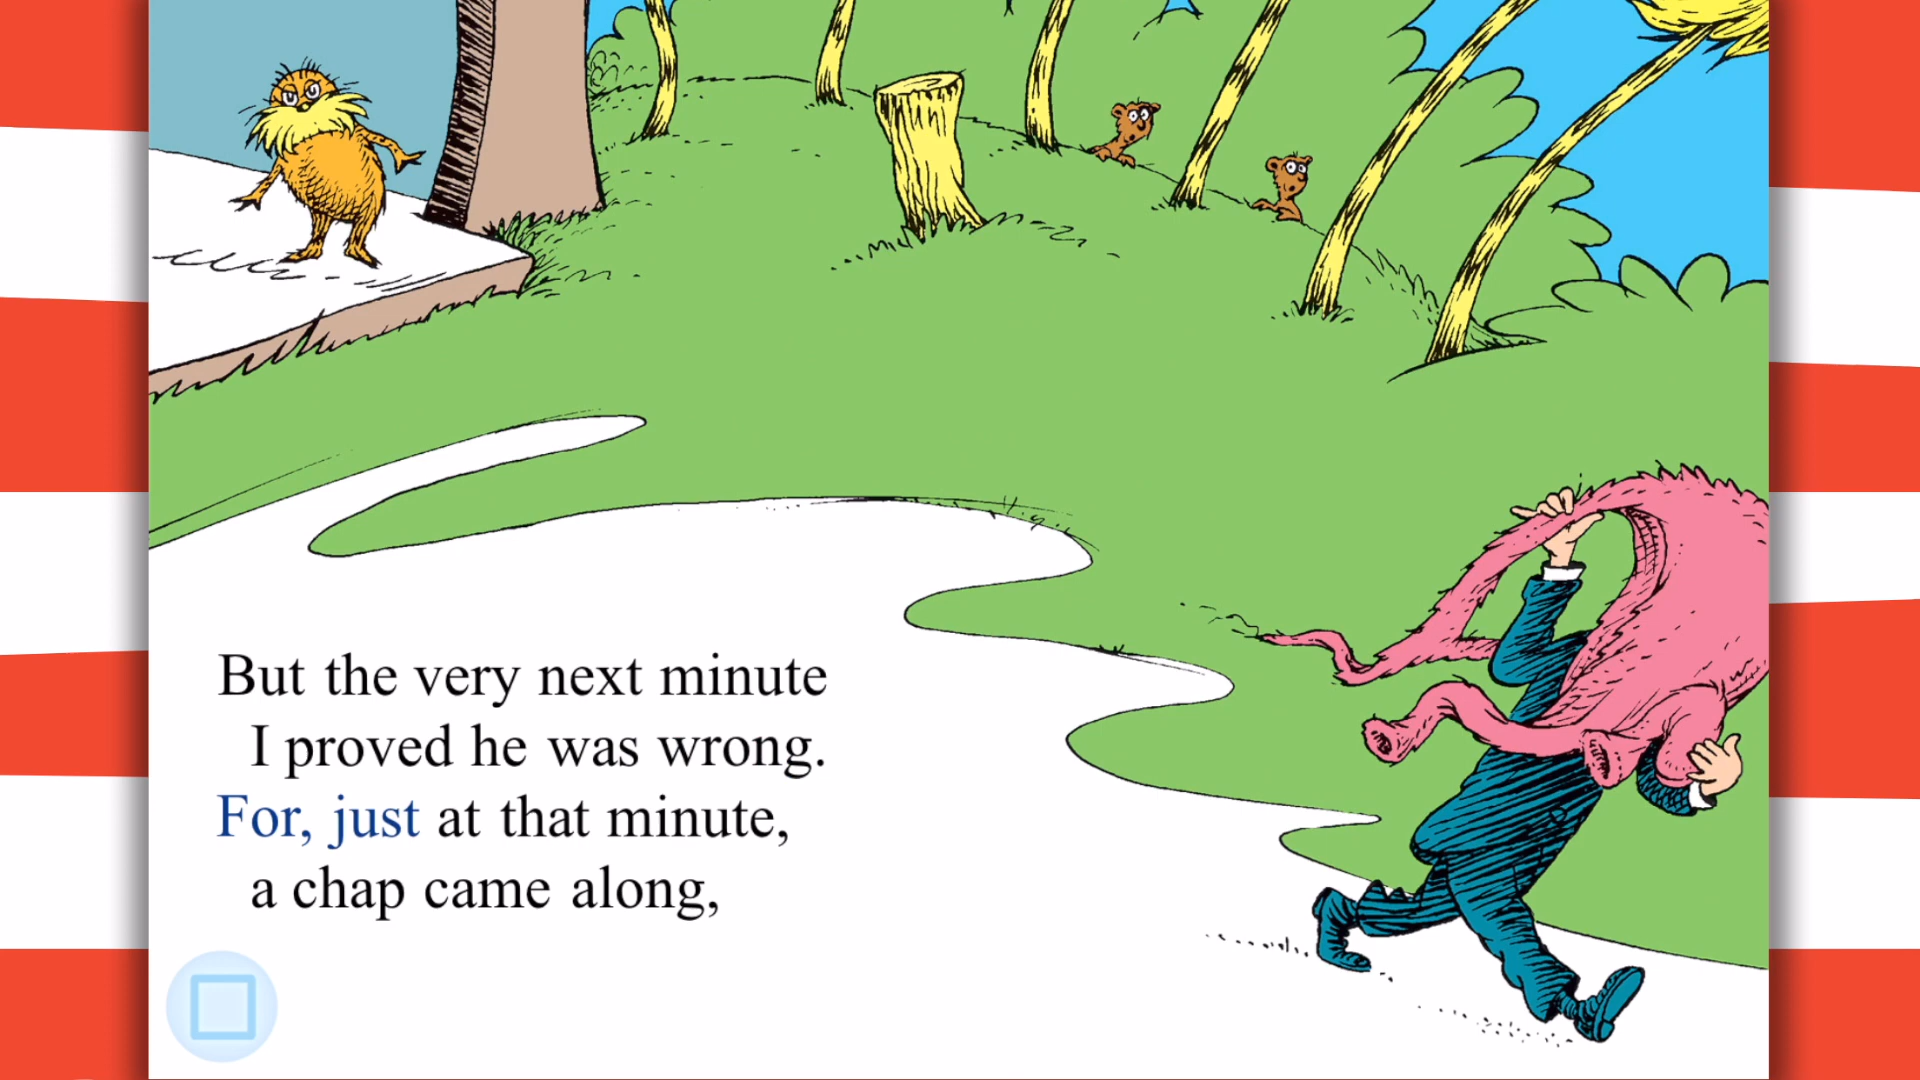 But the very next minute
I proved he was wrong.
For, just at that minute,
a chap came along,